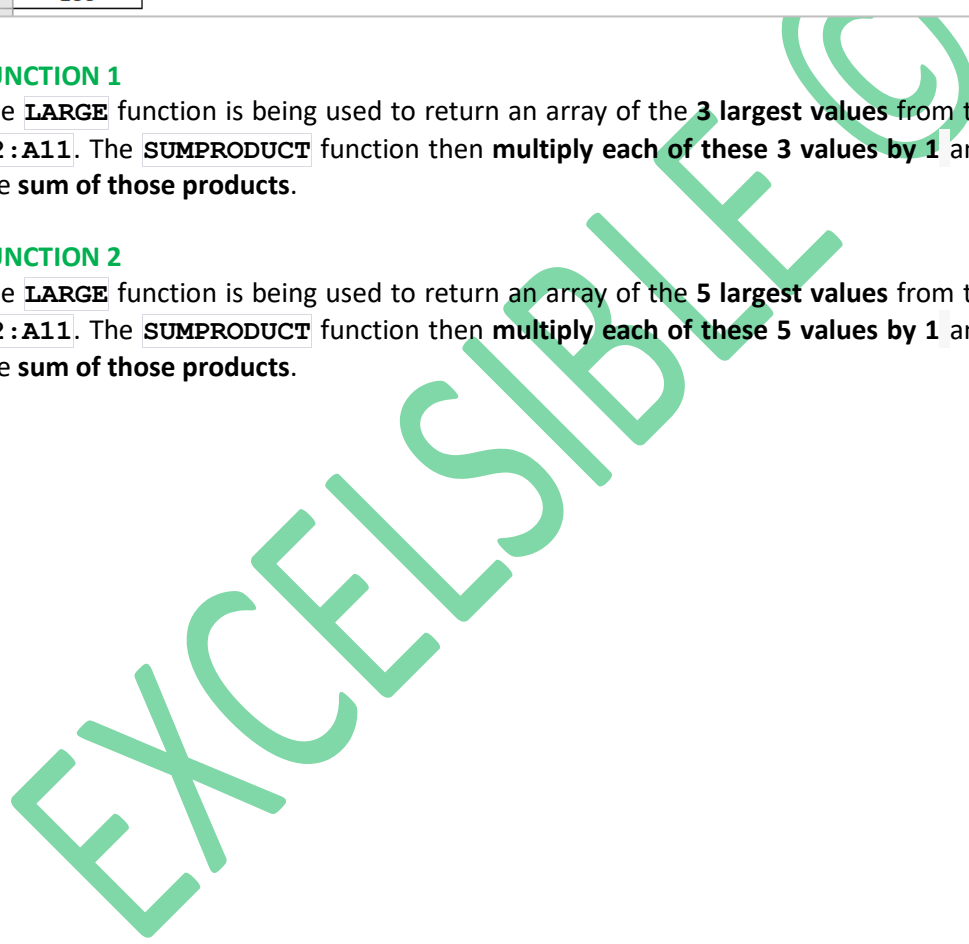 UNCTION 1
e LARGE function is being used to return an array of the 3 largest values from t
2:A11. The SUMPRODUCT function then multiply each of these 3 values by 1 an
e sum of those products.
UNCTION 2
e LARGE function is being used to return an array of the 5 largest values from t
2:A11. The SUMPRODUCT function then multiply each of these 5 values by 1 an
e sum of those products.
EXCELSIBLE ©